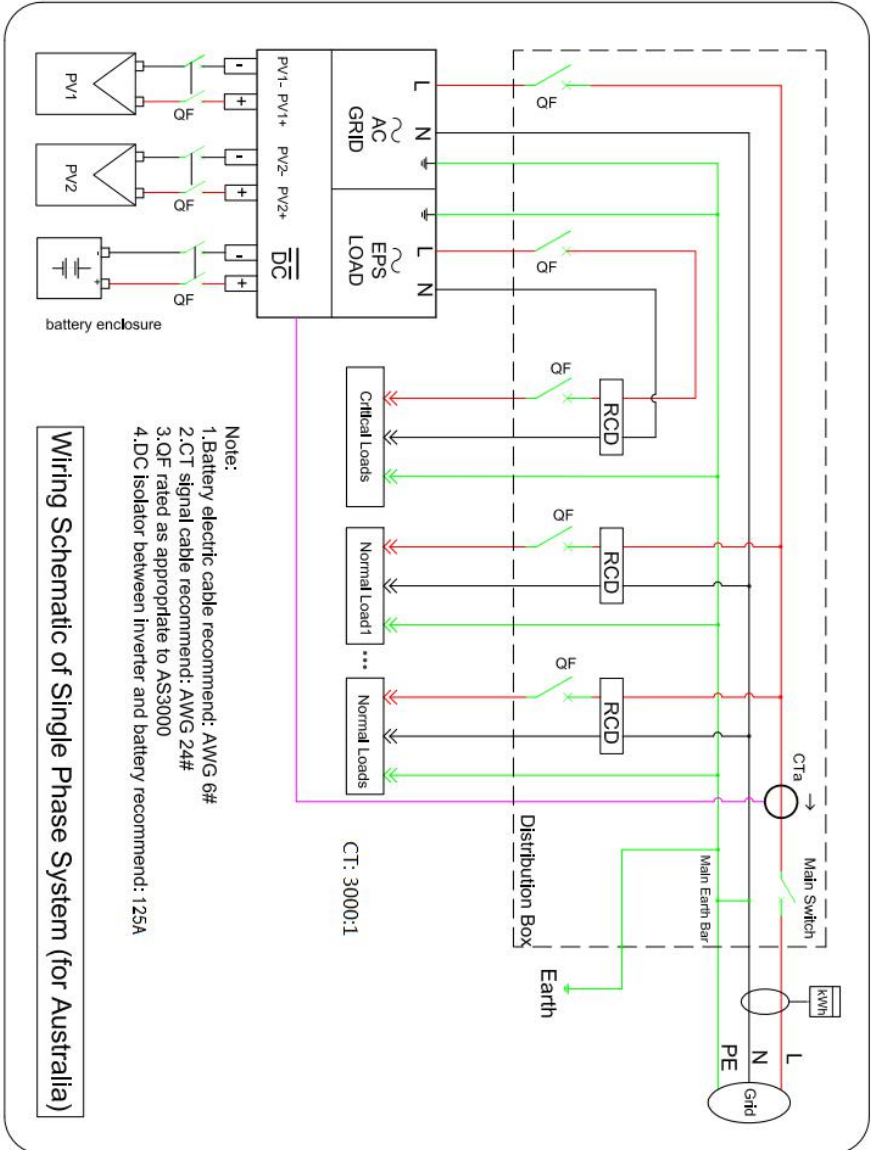 Grid
L
N
PE
kWh
Main Switch
CTa
Main Earth Bar
Distribution Box
Earth
CT: 3000:1
QF
L
N
AC
GRID
QF
L
N
EPS
LOAD
PV1- PV1+ PV2- PV2+
DC
- + - + - +
QF
QF
QF
PV1
PV2
- +
battery enclosure
RCD
RCD
RCD
QF
QF
QF
Critical Loads
Normal Load1
...
Normal Loads
Note:
1.Battery electric cable recommend: AWG 6#
2.CT signal cable recommend: AWG 24#
3.QF rated as appropriate to AS3000
4.DC isolator between inverter and battery recommend: 125A
Wiring Schematic of Single Phase System (for Australia)